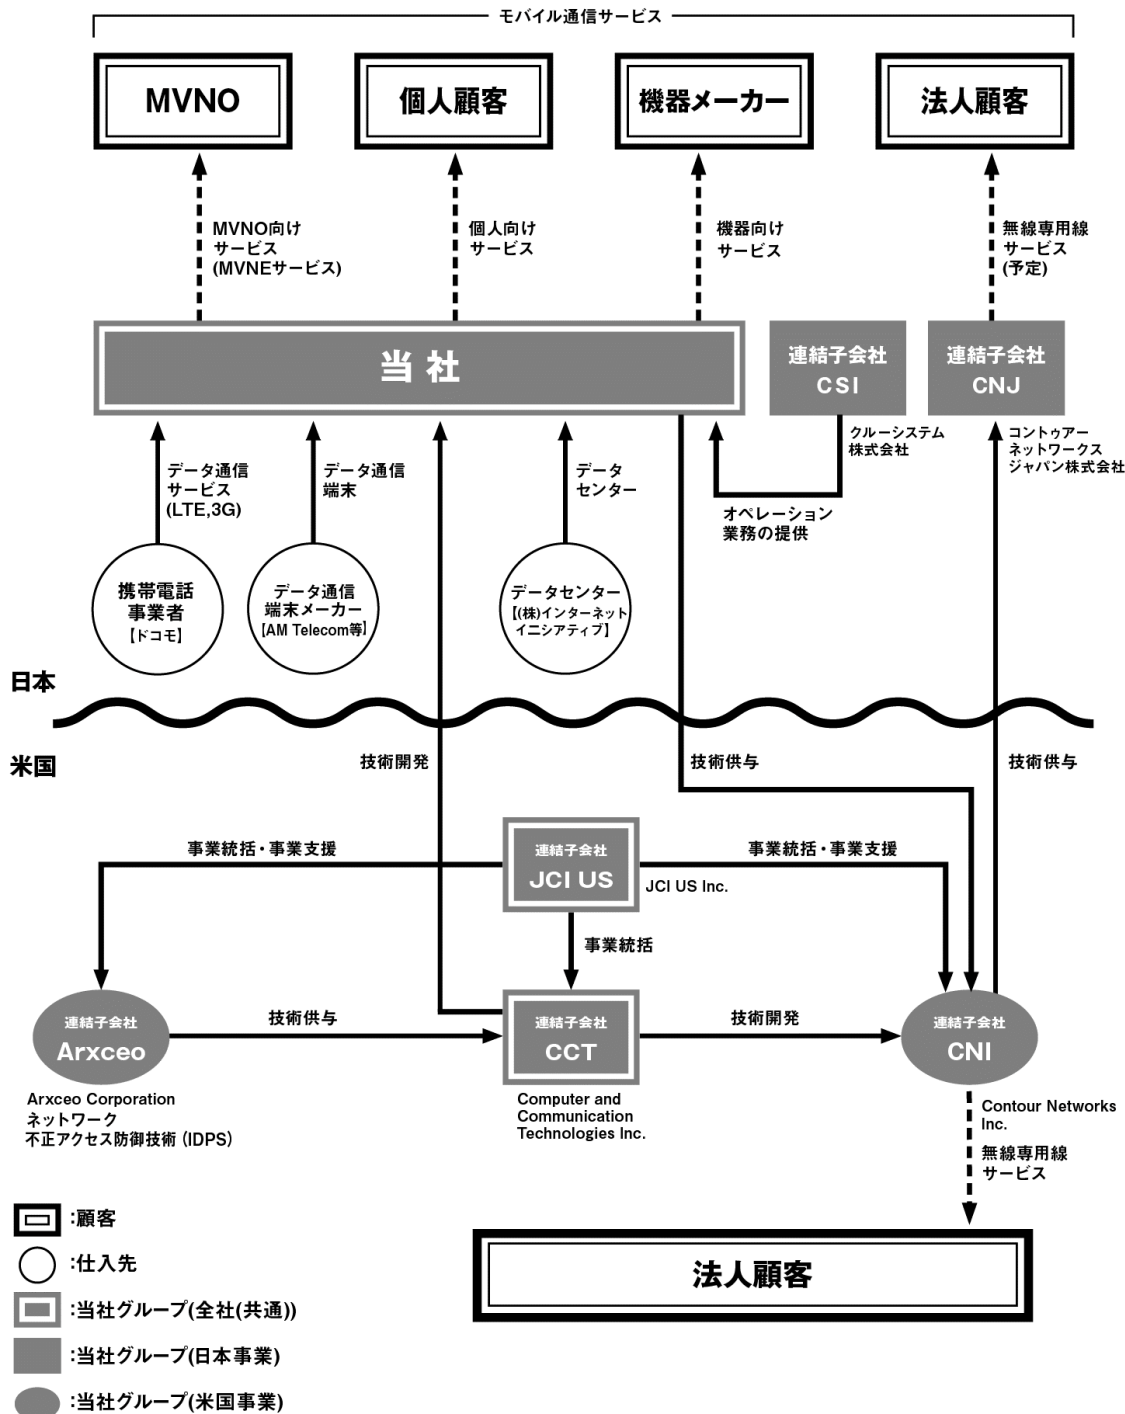 モバイル通信サービス
MVNO
個人顧客
機器メーカー
法人顧客
MVNO向け
サービス
(MVNEサービス)
個人向け
サービス
機器向け
サービス
無線専用線
サービス
(予定)
当社
連結子会社
CSI
連結子会社
CNJ
クルーシステム
株式会社
コントゥアー
ネットワークス
ジャパン株式会社
データ通信
サービス
(LTE,3G)
データ通信
端末
データ
センター
オペレーション
業務の提供
携帯電話
事業者
【ドコモ】
データ通信
端末メーカー
【AM Telecom等】
データセンター
【(株)インターネット
イニシアティブ】
日本
米国
技術開発
技術供与
技術供与
事業統括・事業支援
連結子会社
JCI US
事業統括・事業支援
JCI US Inc.
事業統括
連結子会社
Arxceo
技術供与
連結子会社
CCT
技術開発
連結子会社
CNI
Arxceo Corporation
ネットワーク
不正アクセス防御技術(IDPS)
Computer and
Communication
Technologies Inc.
Contour Networks
Inc.
無線専用線
サービス
法人顧客
:顧客
:仕入先
:当社グループ(全社(共通))
:当社グループ(日本事業)
:当社グループ(米国事業)